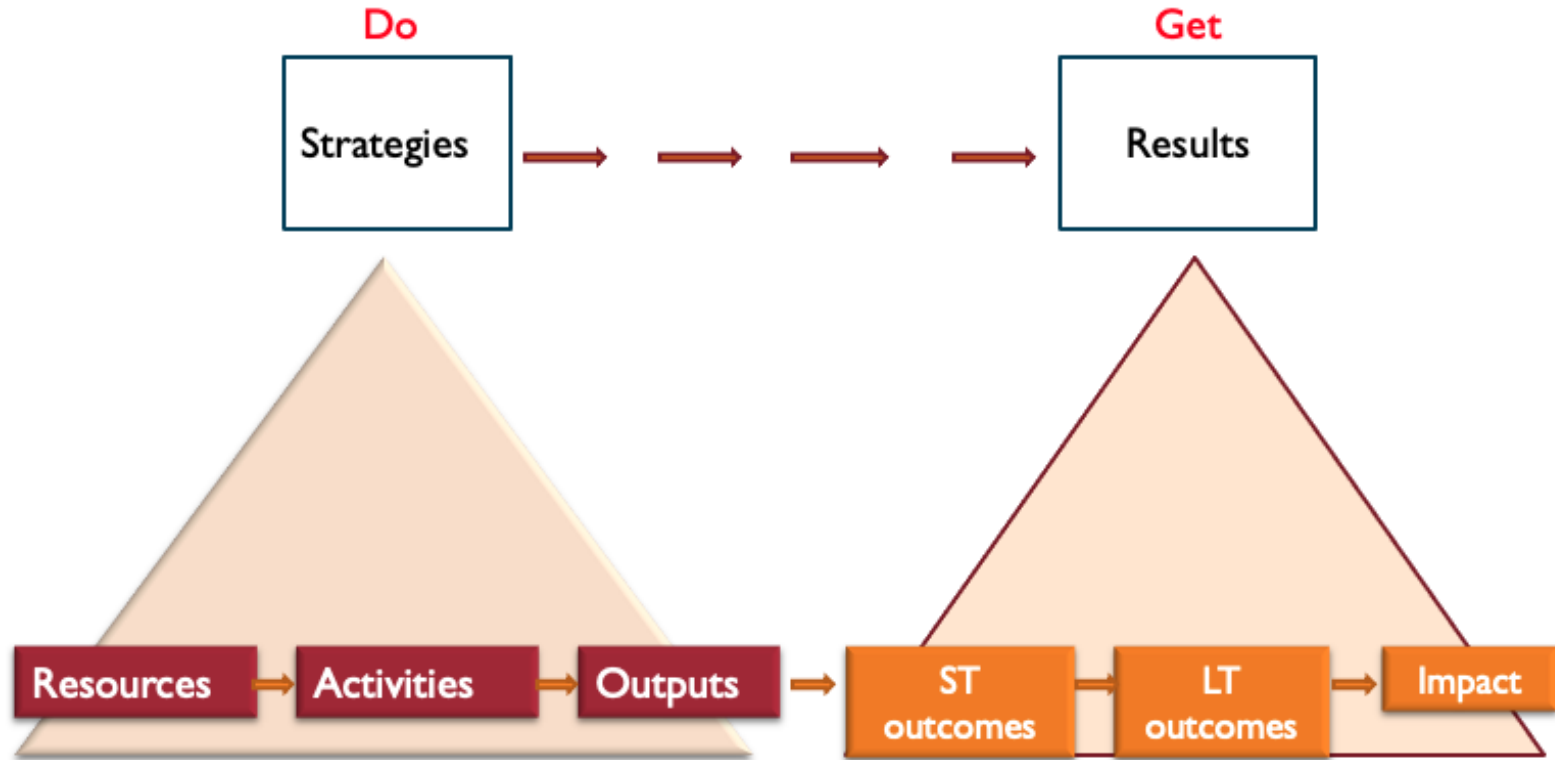 Do
Get
Strategies
Results
Resources
Activities
Outputs
ST
outcomes
LT
outcomes
Impact